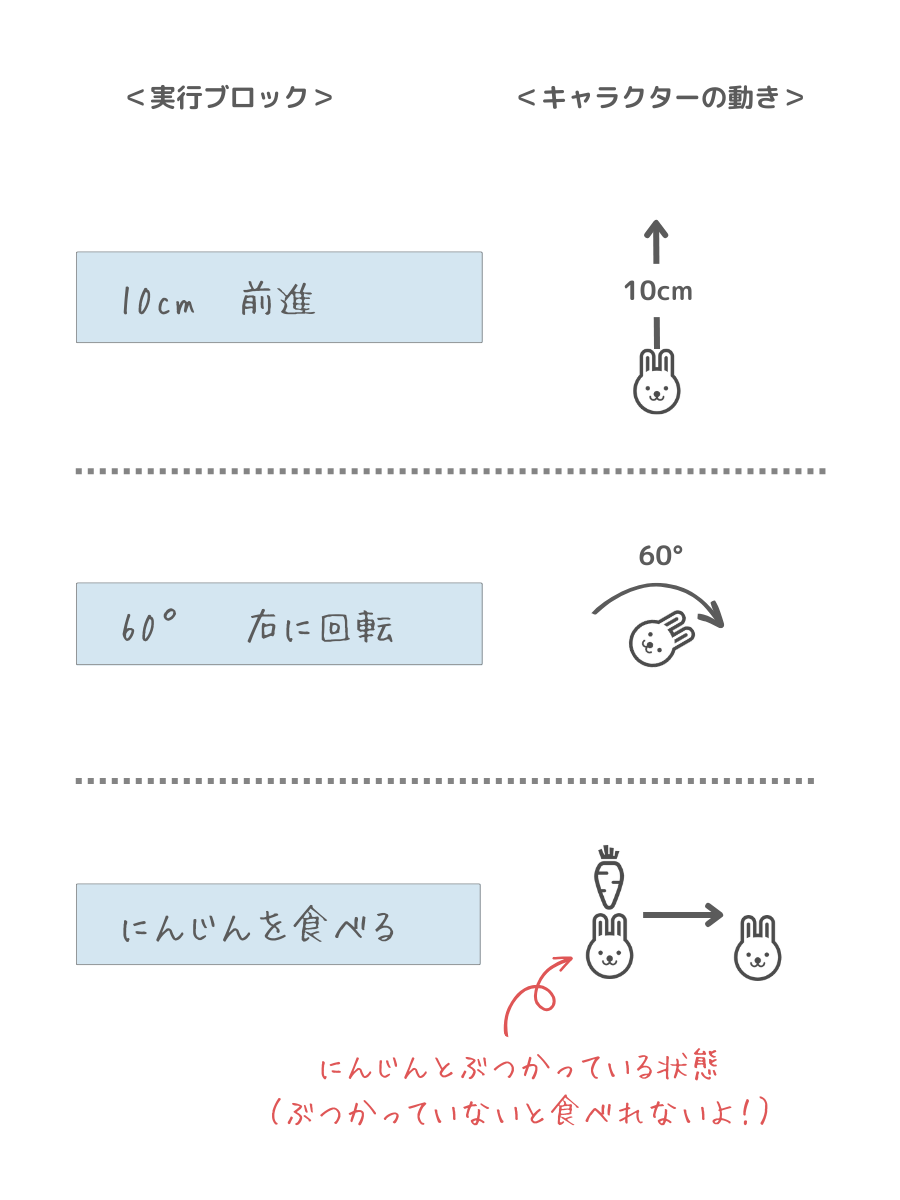 ＜実行ブロック＞
＜キャラクターの動き＞
10cm 前進
10cm
60°
60° 右に回転
にんじんを食べる
にんじんとぶつかっている状態
(ぶつかっていないと食べれないよ!)